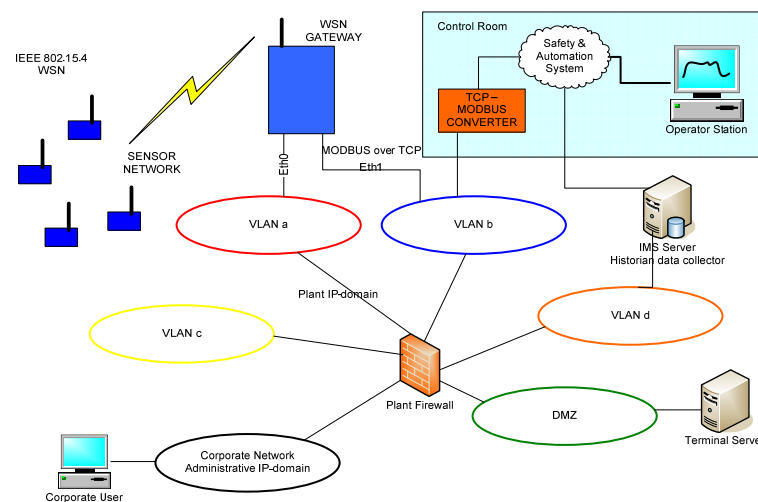 WSN
GATEWAY
Control Room
IEEE 802.15.4
WSN
Safety &
Automation
System
TCP –
MODBUS
CONVERTER
Operator Station
SENSOR
NETWORK
MODBUS over TCP
Eth0
Eth1
VLAN a
VLAN b
IMS Server
Historian data collector
Plant IP-domain
VLAN c
VLAN d
Plant Firewall
DMZ
Terminal Serve
Corporate Network
Administrative IP-domain
Corporate User